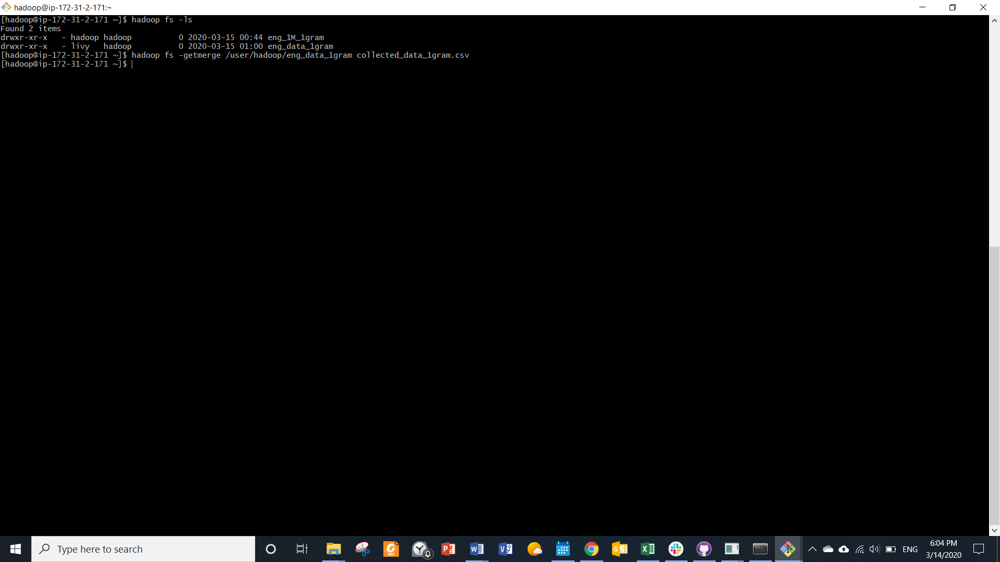 hadoop@ip-172-31-2-171:~
[hadoop@ip-172-31-2-171 ~]$ hadoop fs -ls
Found 2 items
drwxr-xr-x   - hadoop hadoop          0 2020-03-15 00:44 eng_1M_1gram
drwxr-xr-x   - livy   hadoop          0 2020-03-15 01:00 eng_data_1gram
[hadoop@ip-172-31-2-171 ~]$ hadoop fs -getmerge /user/hadoop/eng_data_1gram collected_data_1gram.csv
[hadoop@ip-172-31-2-171 ~]$
Type here to search
ENG
6:04 PM
3/14/2020